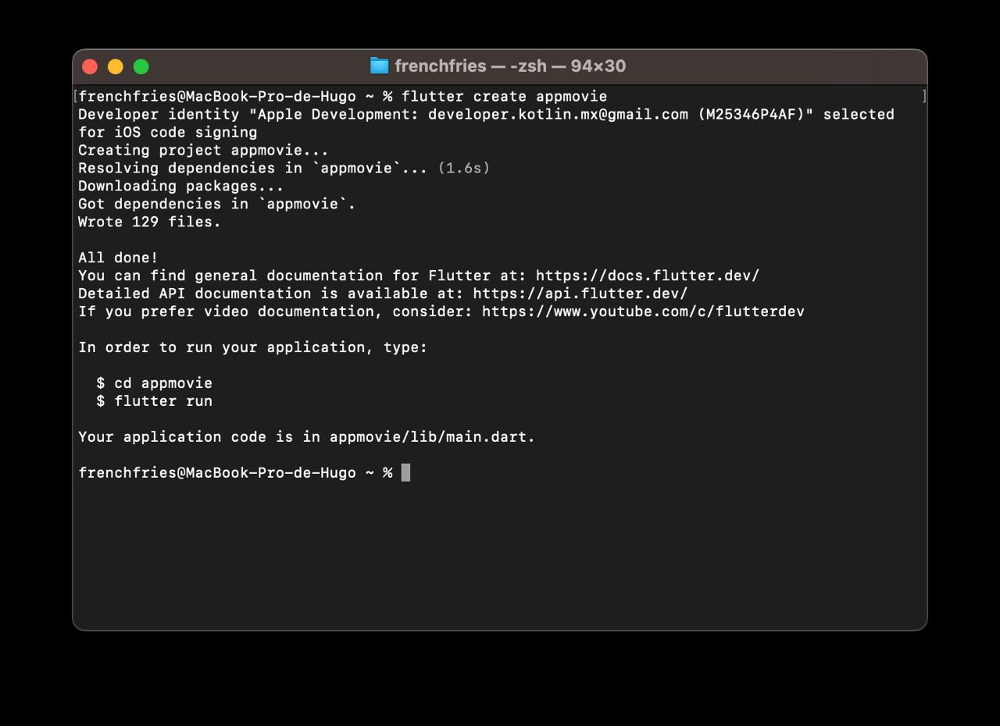 frenchfries — -zsh — 94×30
[frenchfries@MacBook-Pro-de-Hugo ~ % flutter create appmovie ]
Developer identity "Apple Development: developer.kotlin.mx@gmail.com (M25346P4AF)" selected
for iOS code signing
Creating project appmovie...
Resolving dependencies in `appmovie`... (1.6s)
Downloading packages...
Got dependencies in `appmovie`.
Wrote 129 files.

All done!
You can find general documentation for Flutter at: https://docs.flutter.dev/
Detailed API documentation is available at: https://api.flutter.dev/
If you prefer video documentation, consider: https://www.youtube.com/c/flutterdev

In order to run your application, type:

  $ cd appmovie
  $ flutter run

Your application code is in appmovie/lib/main.dart.

frenchfries@MacBook-Pro-de-Hugo ~ %